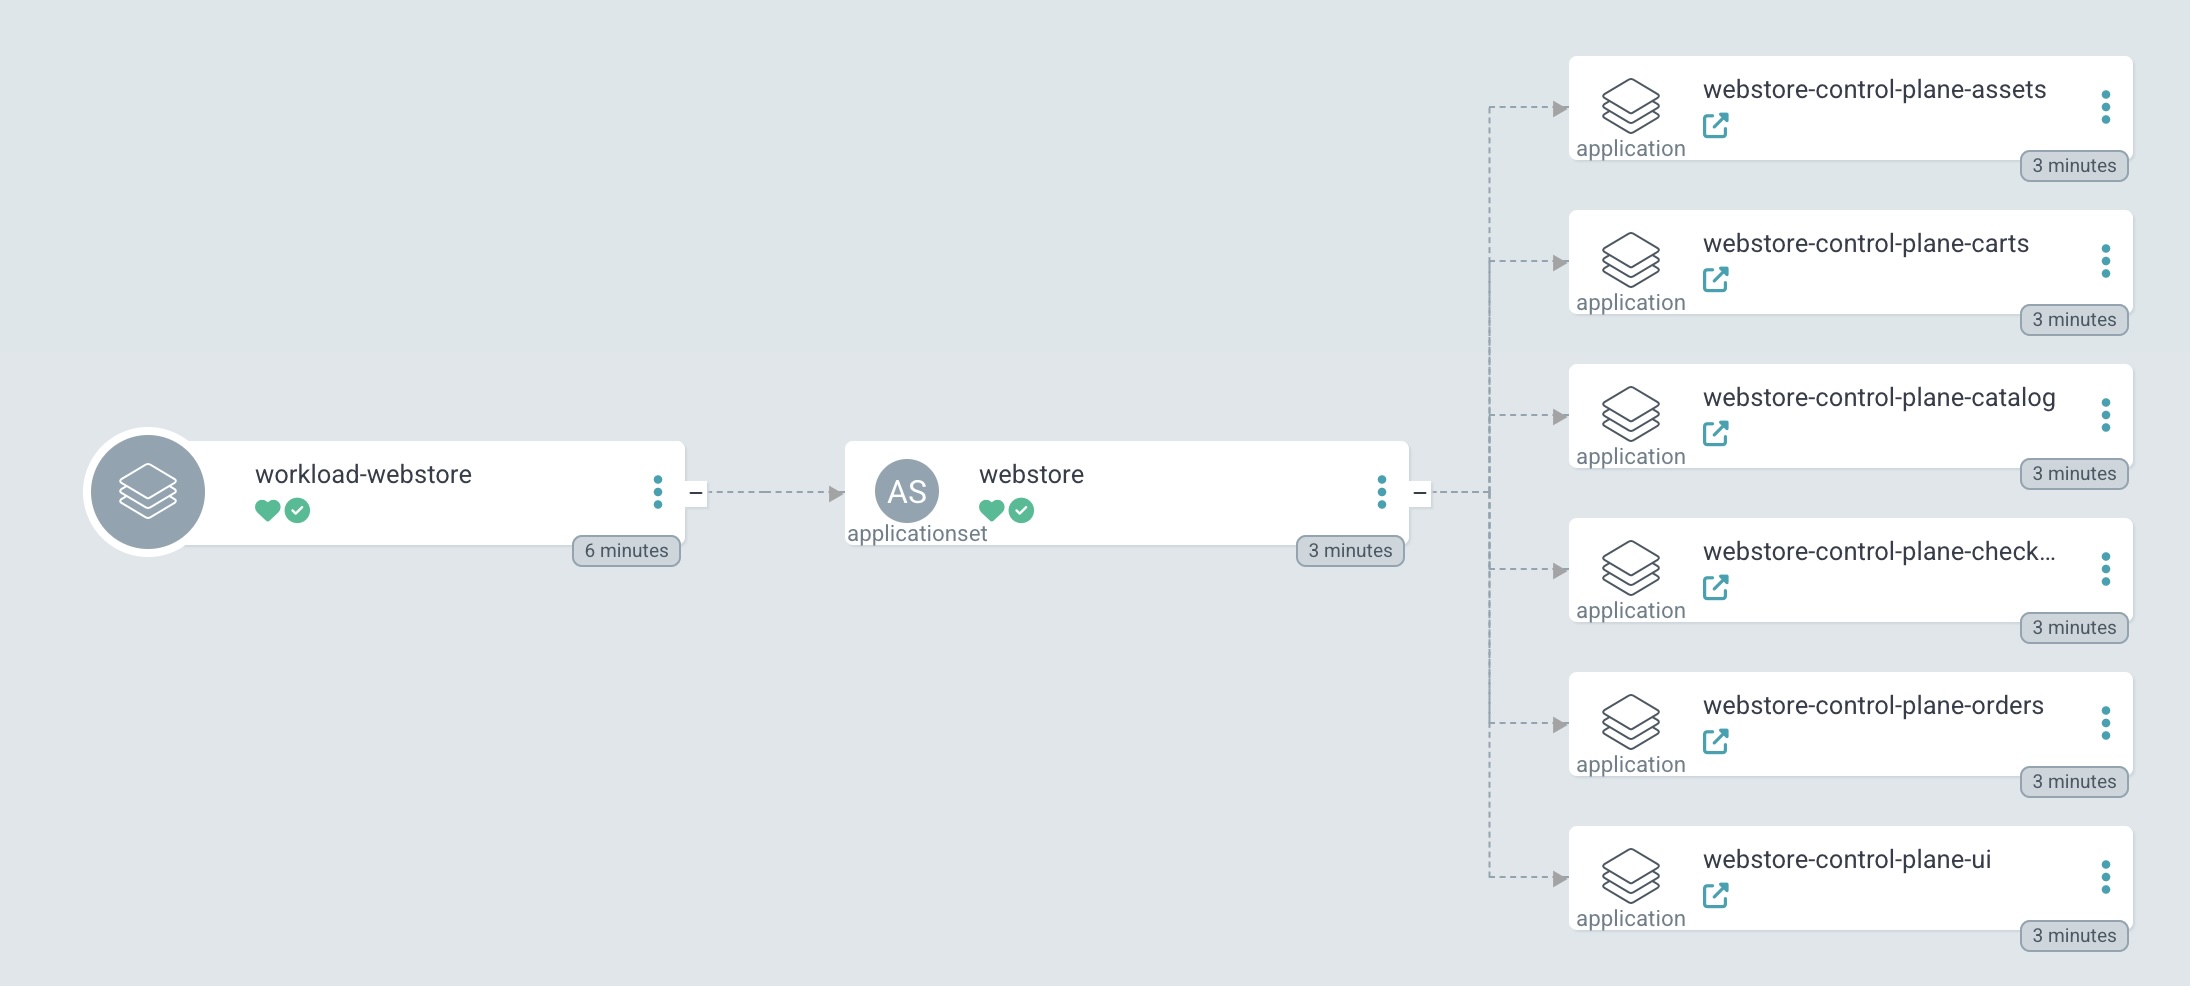 workload-webstore
6 minutes
AS
applicationset
webstore
3 minutes
application
webstore-control-plane-assets
3 minutes
application
webstore-control-plane-carts
3 minutes
application
webstore-control-plane-catalog
3 minutes
application
webstore-control-plane-check...
3 minutes
application
webstore-control-plane-orders
3 minutes
application
webstore-control-plane-ui
3 minutes